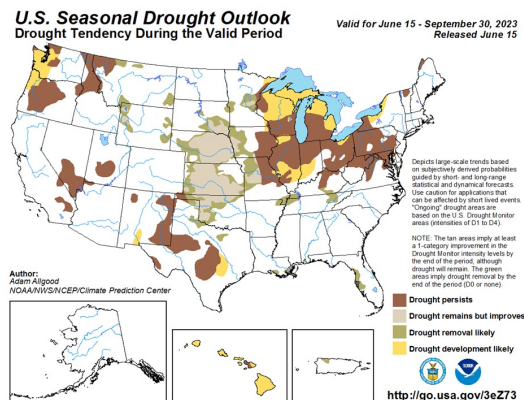 U.S. Seasonal Drought Outlook
Drought Tendency During the Valid Period
Valid for June 15 - September 30, 2023
Released June 15
Depicts large-scale trends based
on subjectively derived probabilities
guided by short- and long-range
statistical and dynamical forecasts.
Use caution for applications that
can be affected by short lived events.
"Ongoing" drought areas are
based on the U.S. Drought Monitor
areas (intensities of D1 to D4).
NOTE: The tan areas imply at least
a 1-category improvement in the
Drought Monitor intensity levels by
the end of the period, although
drought will remain. The green
areas imply drought removal by the
end of the period (D0 or none).
Author:
Adam Allgood
NOAA/NWS/NCEP/Climate Prediction Center
Drought persists
Drought remains but improves
Drought removal likely
Drought development likely
http://go.usa.gov/3eZ73